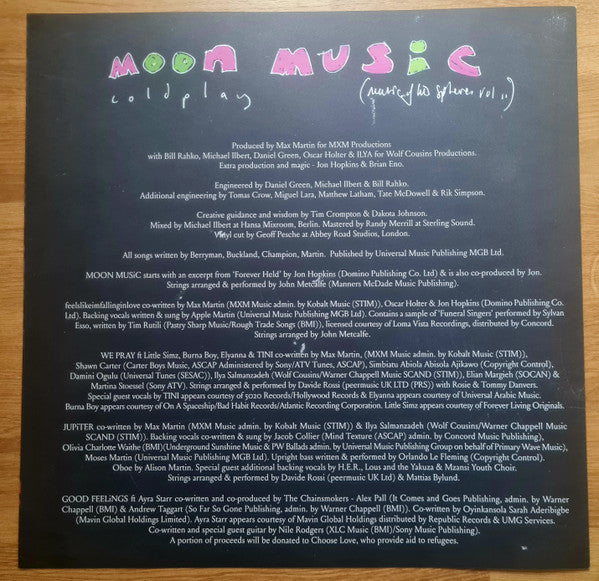 MOON MUSiC
coldplay
(music of the spheres vol ii)
Produced by Max Martin for MXM Productions
with Bill Rahko, Michael Ilbert, Daniel Green, Oscar Holter & ILYA for Wolf Cousins Productions.
Extra production and magic - Jon Hopkins & Brian Eno.
Engineered by Daniel Green, Michael Ilbert & Bill Rahko.
Additional engineering by Tomas Crow, Miguel Lara, Matthew Latham, Tate McDowell & Rik Simpson.
Creative guidance and wisdom by Tim Crompton & Dakota Johnson.
Mixed by Michael Ilbert at Hansa Mixroom, Berlin. Mastered by Randy Merrill at Sterling Sound.
Vinyl cut by Geoff Pesche at Abbey Road Studios, London.
All songs written by Berryman, Buckland, Champion, Martin. Published by Universal Music Publishing MGB Ltd.
MOON MUSiC starts with an excerpt from 'Forever Held' by Jon Hopkins (Domino Publishing Co. Ltd) & is also co-produced by Jon.
Strings arranged & performed by John Metcalfe (Manners McDade Music Publishing).
feelslikeimfallinginlove co-written by Max Martin (MXM Music admin. by Kobalt Music (STIM)), Oscar Holter & Jon Hopkins (Domino Publishing Co.
Ltd). Backing vocals written & sung by Apple Martin (Universal Music Publishing MGB Ltd). Contains a sample of 'Funeral Singers' performed by Sylvan
Esso, written by Tim Rutili (Pastry Sharp Music/Rough Trade Songs (BMI)), licensed courtesy of Loma Vista Recordings, distributed by Concord.
Strings arranged by John Metcalfe.
WE PRAY ft Little Simz, Burna Boy, Elyanna & TINI co-written by Max Martin, (MXM Music admin. by Kobalt Music (STIM)),
Shawn Carter (Carter Boys Music, ASCAP Administered by Sony/ATV Tunes, ASCAP), Simbiatu Abiola Abisola Ajikawo (Copyright Control),
Damini Ogulu (Universal Tunes (SESAC)), Ilya Salmanzadeh (Wolf Cousins/Warner Chappell Music SCAND (STIM)), Elian Margieh (SOCAN) &
Martina Stoessel (Sony ATV). Strings arranged & performed by Davide Rossi (peermusic UK LTD (PRS)) with Rosie & Tommy Danvers.
Special guest vocals by TINI appears courtesy of 5020 Records/Hollywood Records & Elyanna appears courtesy of Universal Arabic Music.
Burna Boy appears courtesy of On A Spaceship/Bad Habit Records/Atlantic Recording Corporation. Little Simz appears courtesy of Forever Living Originals.
JUPiTER co-written by Max Martin (MXM Music admin. by Kobalt Music (STIM)) & Ilya Salmanzadeh (Wolf Cousins/Warner Chappell Music
SCAND (STIM)). Backing vocals co-written & sung by Jacob Collier (Mind Texture (ASCAP) admin. by Concord Music Publishing),
Olivia Charlotte Waithe (BMI)(Underground Sunshine Music & PW Ballads admin. by Universal Music Publishing Group on behalf of Primary Wave Music),
Moses Martin (Universal Music Publishing MGB Ltd). Upright bass written & performed by Orlando Le Fleming (Copyright Control).
Oboe by Alison Martin. Special guest additional backing vocals by H.E.R., Lous and the Yakuza & Mzansi Youth Choir.
Strings arranged & performed by Davide Rossi (peermusic UK Ltd) & Mattias Bylund.
GOOD FEELiNGS ft Ayra Starr co-written and co-produced by The Chainsmokers - Alex Pall (It Comes and Goes Publishing, admin. by Warner
Chappell (BMI) & Andrew Taggart (So Far So Gone Publishing, admin. by Warner Chappell (BMI)). Co-written by Oyinkansola Sarah Aderibigbe
(Mavin Global Holdings Limited). Ayra Starr appears courtesy of Mavin Global Holdings distributed by Republic Records & UMG Services.
Co-written and special guest guitar by Nile Rodgers (XLC Music (BMI)/Sony Music Publishing).
A portion of proceeds will be donated to Choose Love, who provide aid to refugees.